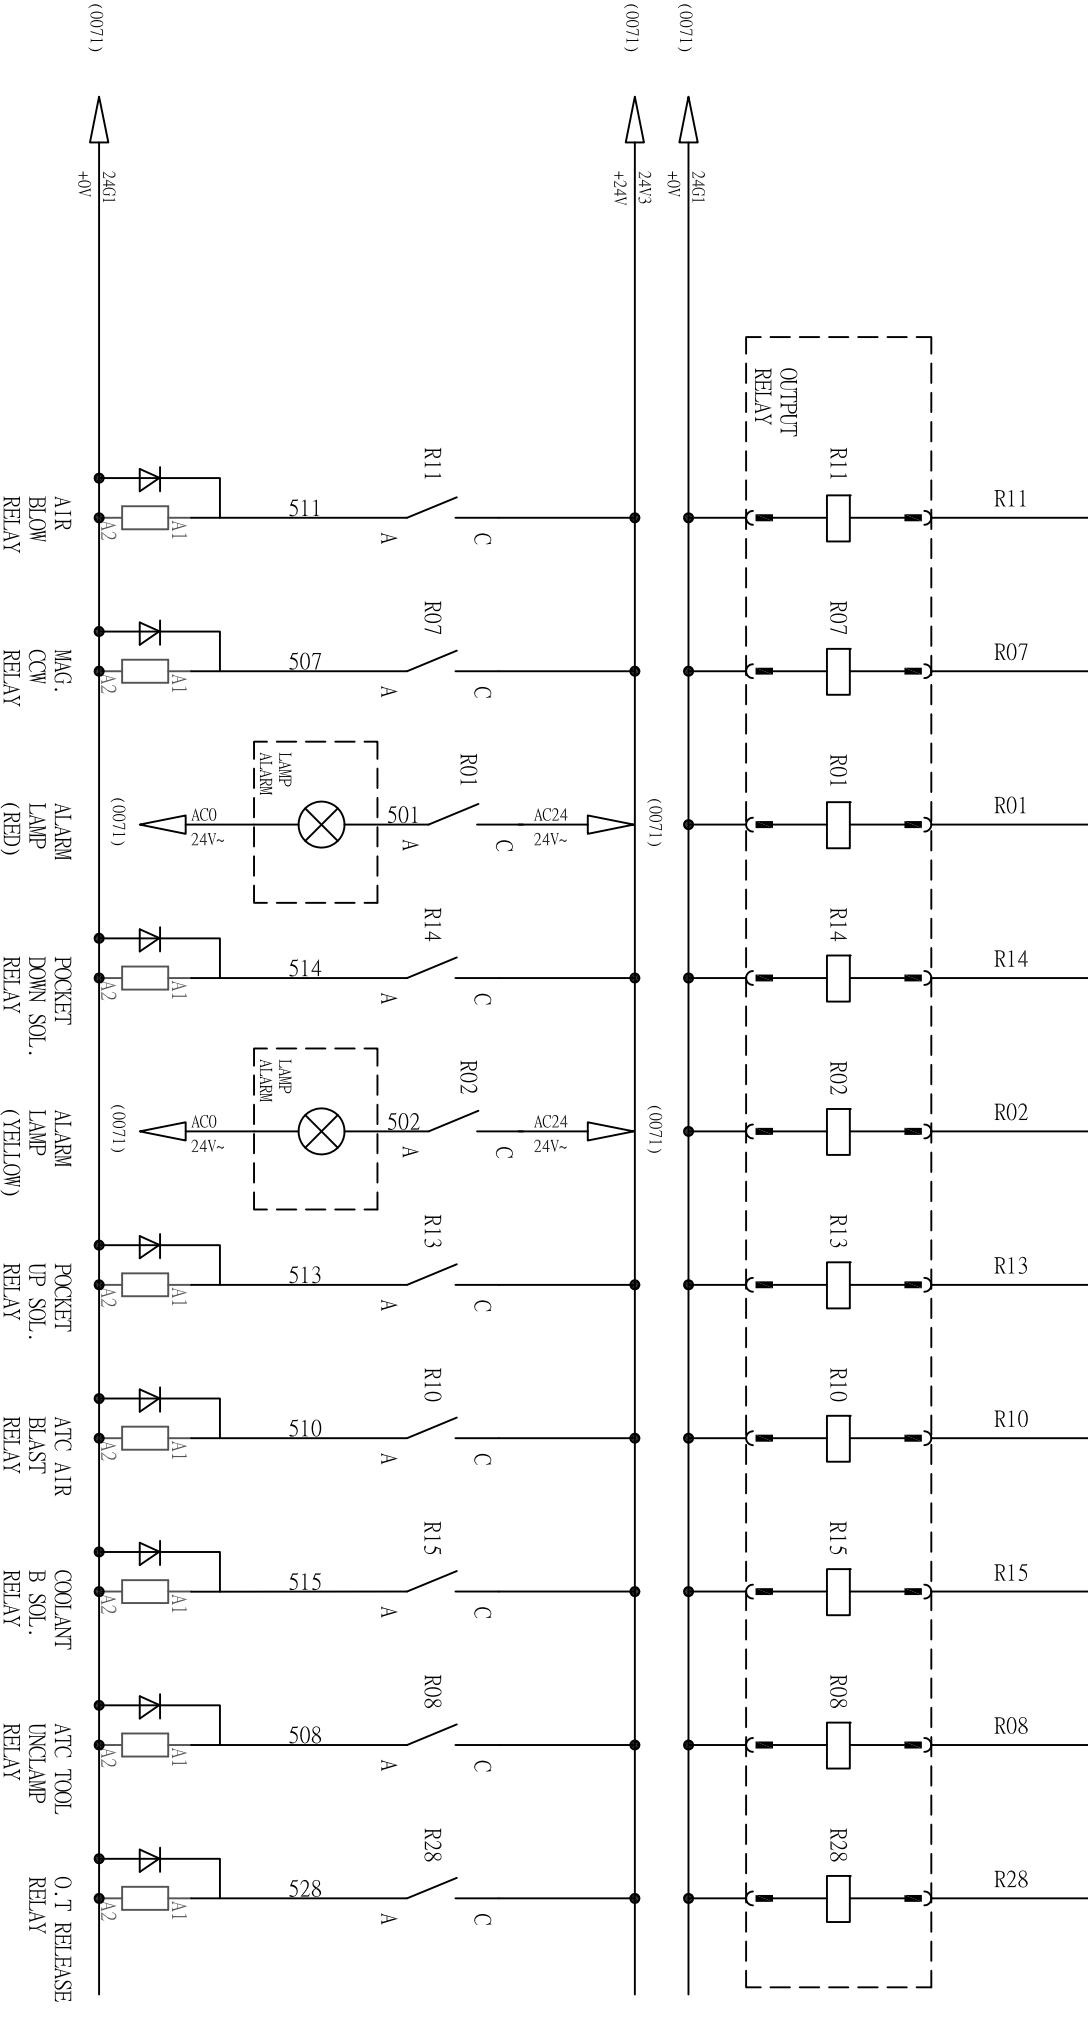 (0071)
(0071)
(0071)
24G1
+0V
24V3
+24V
24G1
+0V
OUTPUT
RELAY
R11
R11
R11
511
C
A
A1
A2
AIR
BLOW
RELAY
R07
R07
R07
507
C
A
A1
A2
MAG.
CCW
RELAY
R01
R01
R01
501
C
A
(0071)
AC24
24V~
LAMP
ALARM
AC0
24V~
(0071)
ALARM
LAMP
(RED)
R14
R14
R14
514
C
A
A1
A2
POCKET
DOWN SOL.
RELAY
R02
R02
R02
502
C
A
(0071)
AC24
24V~
LAMP
ALARM
AC0
24V~
(0071)
ALARM
LAMP
(YELLOW)
R13
R13
R13
513
C
A
A1
A2
POCKET
UP SOL.
RELAY
R10
R10
R10
510
C
A
A1
A2
ATC AIR
BLAST
RELAY
R15
R15
R15
515
C
A
A1
A2
COOLANT
B SOL.
RELAY
R08
R08
R08
508
C
A
A1
A2
ATC TOOL
UNCLAMP
RELAY
R28
R28
R28
528
C
A
A1
A2
O.T RELEASE
RELAY